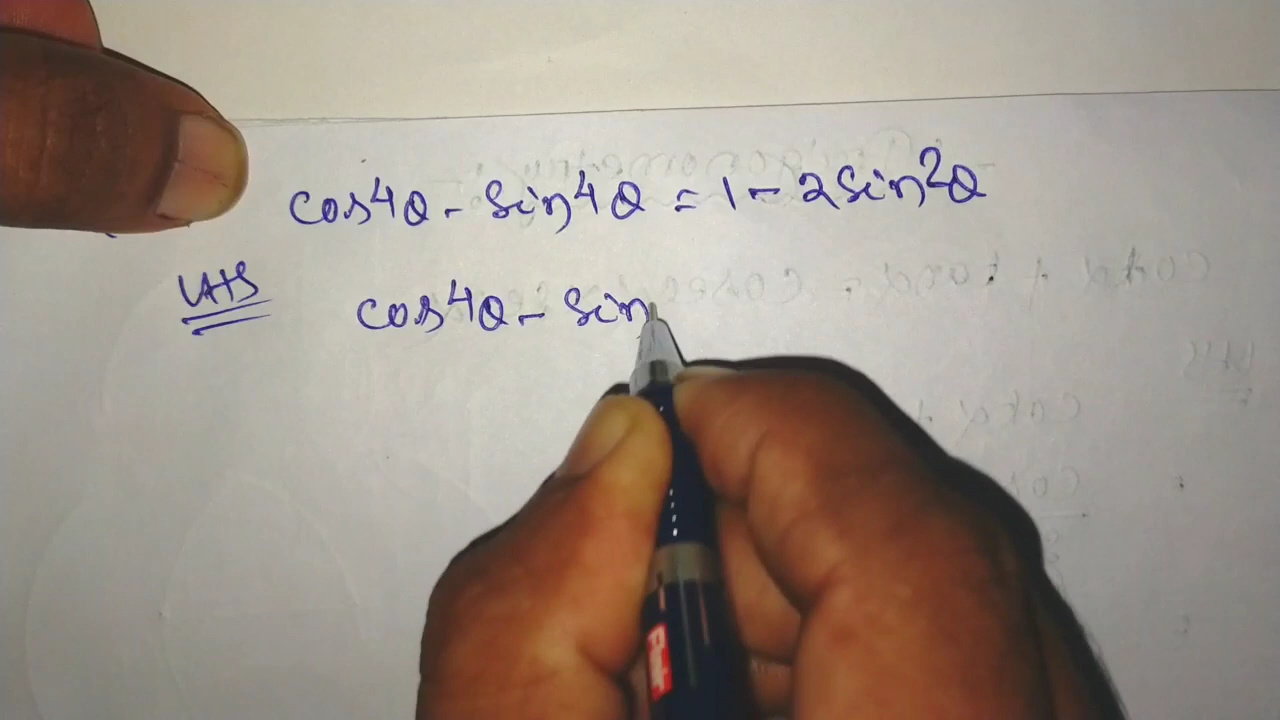 cos⁴θ - sin⁴θ = 1 - 2sin²θ
LHS cos⁴θ - sin